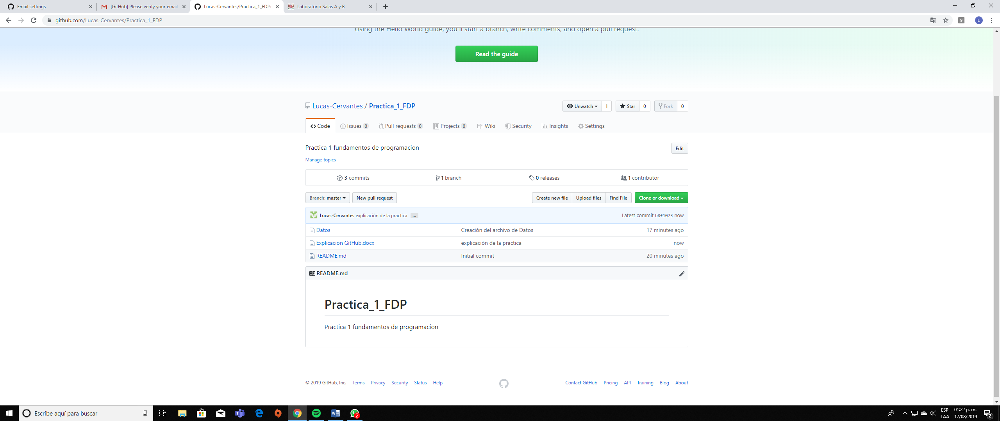 Email settings
[GitHub] Please verify your email
Lucas-Cervantes/Practica_1_FDP:
Laboratorio Salas A y B
github.com/Lucas-Cervantes/Practica_1_FDP
9
L
Using the Hello World guide, you'll start a branch, write comments, and open a pull request.
Read the guide
Lucas-Cervantes / Practica_1_FDP
Unwatch 1
Star 0
Fork 0
Code
Issues 0
Pull requests 0
Projects 0
Wiki
Security
Insights
Settings
Practica 1 fundamentos de programacion
Edit
Manage topics
3 commits
1 branch
0 releases
1 contributor
Branch: master
New pull request
Create new file
Upload files
Find File
Clone or download
Lucas-Cervantes explicación de la practica ...
Latest commit b8f1073 now
Datos
Creación del archivo de Datos
17 minutes ago
Explicacion GitHub.docx
explicación de la practica
now
README.md
Initial commit
20 minutes ago
README.md
Practica_1_FDP
Practica 1 fundamentos de programacion
© 2019 GitHub, Inc.
Terms
Privacy
Security
Status
Help
Contact GitHub
Pricing
API
Training
Blog
About
Escribe aquí para buscar
2
ESP
LAA
01:22 p. m.
17/08/2019
2